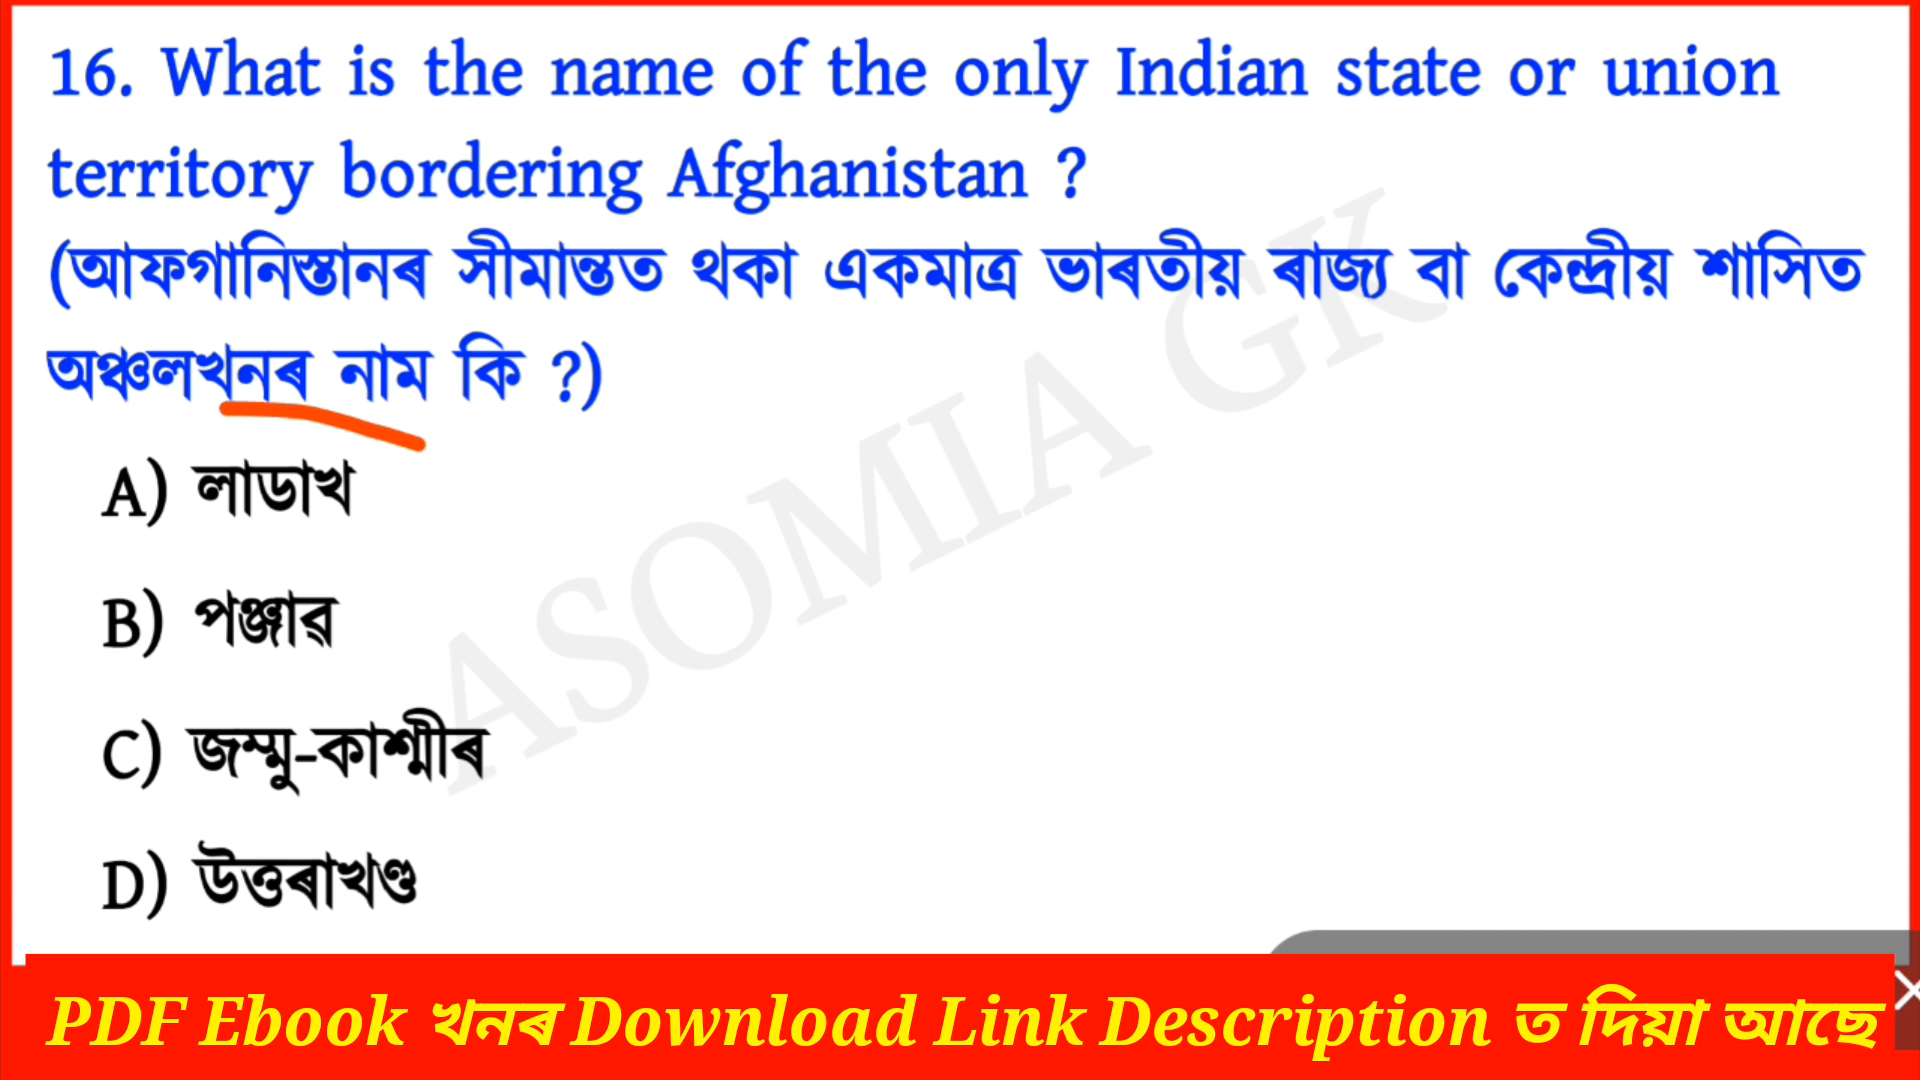 16. What is the name of the only Indian state or union
territory bordering Afghanistan ?
(আফগানিস্তানৰ সীমান্তত থকা একমাত্ৰ ভাৰতীয় ৰাজ্য বা কেন্দ্ৰীয় শাসিত
অঞ্চলখনৰ নাম কি ?)
A) লাডাখ
B) পঞ্জাৱ
C) জম্মু-কাশ্মীৰ
D) উত্তৰাখণ্ড
ASOMIA GK
PDF Ebook খনৰ Download Link Description ত দিয়া আছে